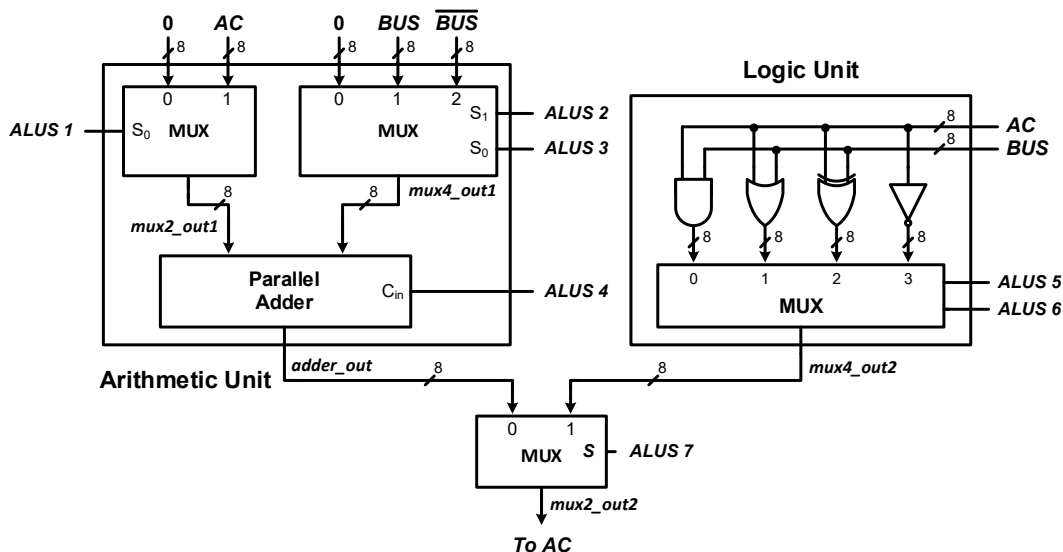 0 AC 0 BUS B̅U̅S̅
8 8 8 8 8
Logic Unit
0 1 0 1 2
ALUS 1 S0 MUX MUX S1 ALUS 2
S0 ALUS 3
8 AC
8 BUS
8 8
mux2_out1 mux4_out1
8 8 8 8
Parallel
Adder
Cin ALUS 4
0 1 2 3
MUX
ALUS 5
ALUS 6
Arithmetic Unit
adder_out 8 8 mux4_out2
0 1
MUX S ALUS 7
mux2_out2
To AC